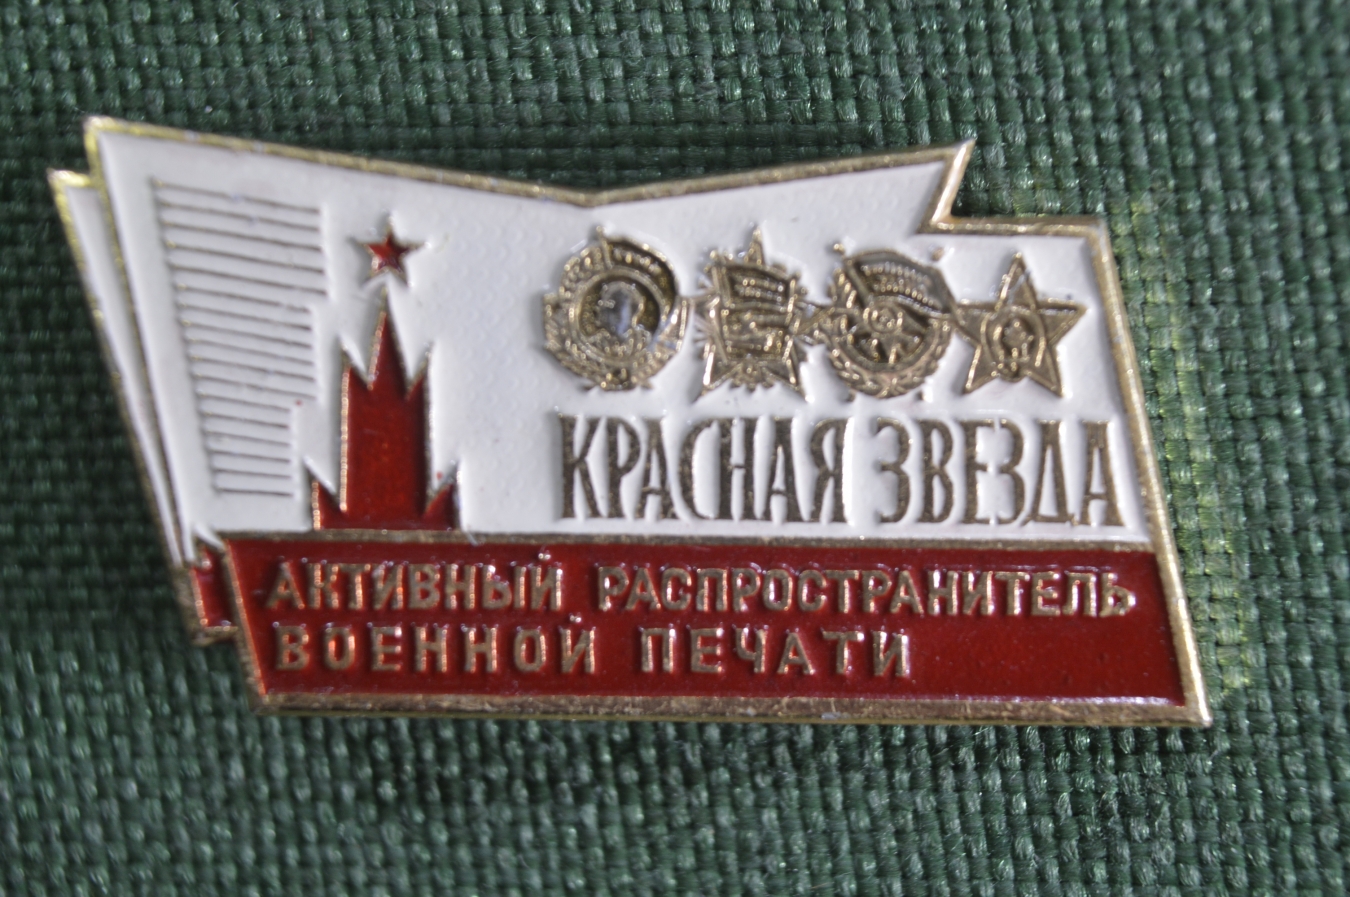 КРАСНАЯ ЗВЕЗДА
АКТИВНЫЙ РАСПРОСТРАНИТЕЛЬ
ВОЕННОЙ ПЕЧАТИ